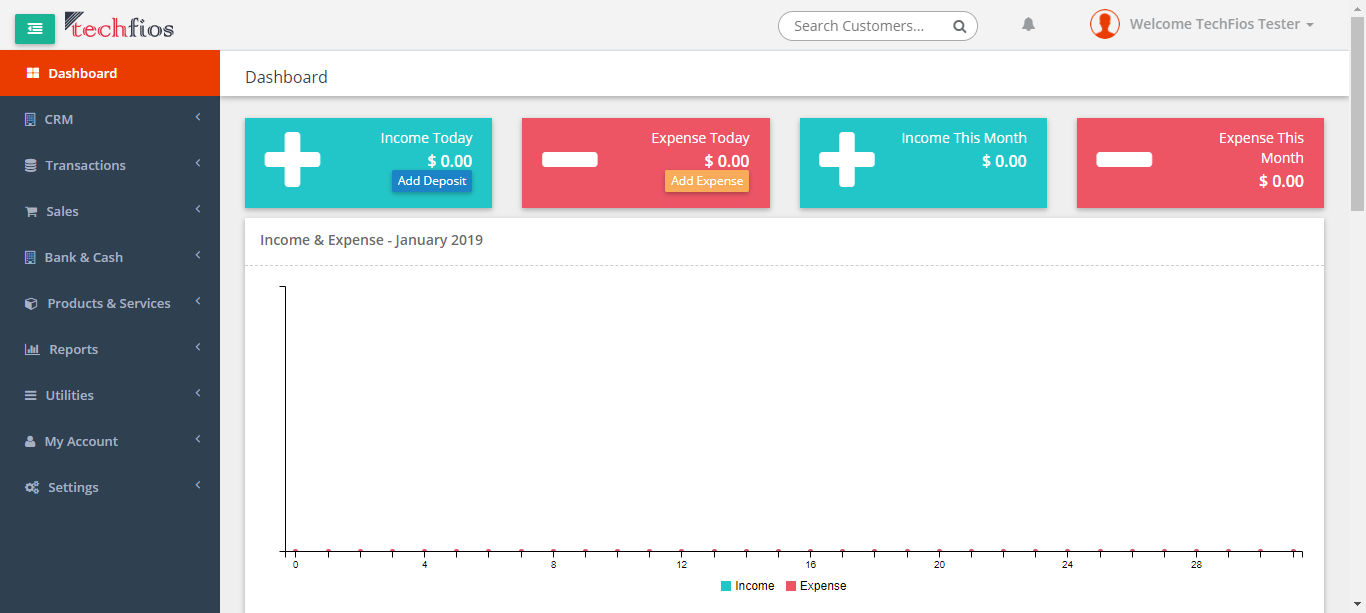 techfios
Search Customers...
Welcome TechFios Tester
Dashboard
CRM
Transactions
Sales
Bank & Cash
Products & Services
Reports
Utilities
My Account
Settings
Dashboard
Income Today
$ 0.00
Add Deposit
Expense Today
$ 0.00
Add Expense
Income This Month
$ 0.00
Expense This
Month
$ 0.00
Income & Expense - January 2019
0 4 8 12 16 20 24 28
Income Expense